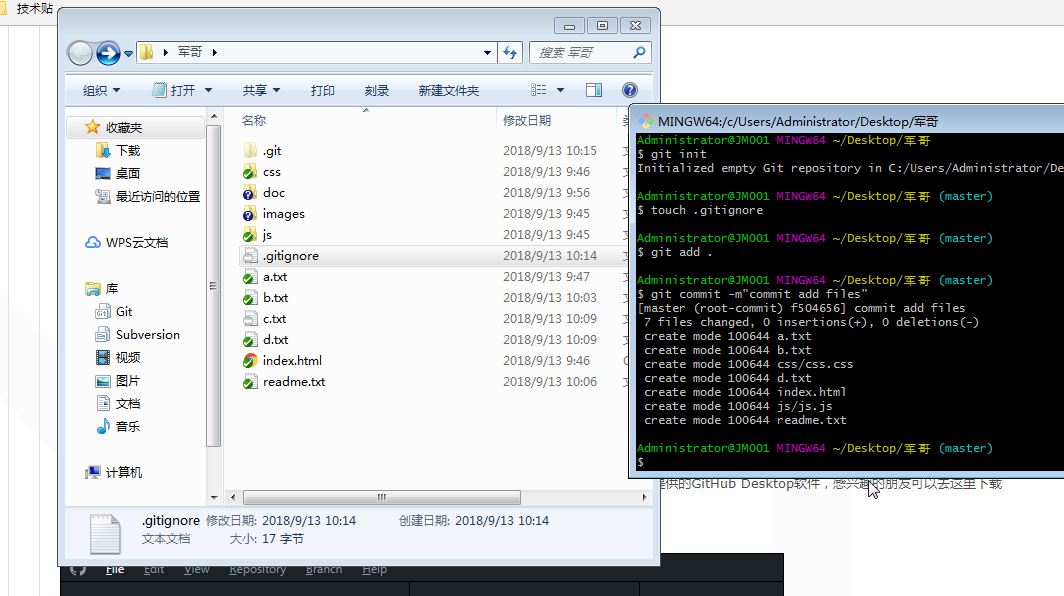 技术贴
军哥
搜索 军哥
组织 打开 共享 打印 刻录 新建文件夹
收藏夹
下载
桌面
最近访问的位置
WPS云文档
库
Git
Subversion
视频
图片
文档
音乐
计算机
名称 修改日期
.git 2018/9/13 10:15
css 2018/9/13 9:46
doc 2018/9/13 9:56
images 2018/9/13 9:45
js 2018/9/13 9:45
.gitignore 2018/9/13 10:14
a.txt 2018/9/13 9:47
b.txt 2018/9/13 10:03
c.txt 2018/9/13 10:09
d.txt 2018/9/13 10:09
index.html 2018/9/13 9:46
readme.txt 2018/9/13 10:06
.gitignore 修改日期: 2018/9/13 10:14 创建日期: 2018/9/13 10:14
文本文档 大小: 17 字节
MINGW64:/c/Users/Administrator/Desktop/军哥
Administrator@JM001 MINGW64 ~/Desktop/军哥
$ git init
Initialized empty Git repository in C:/Users/Administrator/De
Administrator@JM001 MINGW64 ~/Desktop/军哥 (master)
$ touch .gitignore
Administrator@JM001 MINGW64 ~/Desktop/军哥 (master)
$ git add .
Administrator@JM001 MINGW64 ~/Desktop/军哥 (master)
$ git commit -m"commit add files"
[master (root-commit) f504656] commit add files
7 files changed, 0 insertions(+), 0 deletions(-)
create mode 100644 a.txt
create mode 100644 b.txt
create mode 100644 css/css.css
create mode 100644 d.txt
create mode 100644 index.html
create mode 100644 js/js.js
create mode 100644 readme.txt
Administrator@JM001 MINGW64 ~/Desktop/军哥 (master)
$
提供的GitHub Desktop软件，感兴趣的朋友可以去这里下载
File Edit View Repository Branch Help